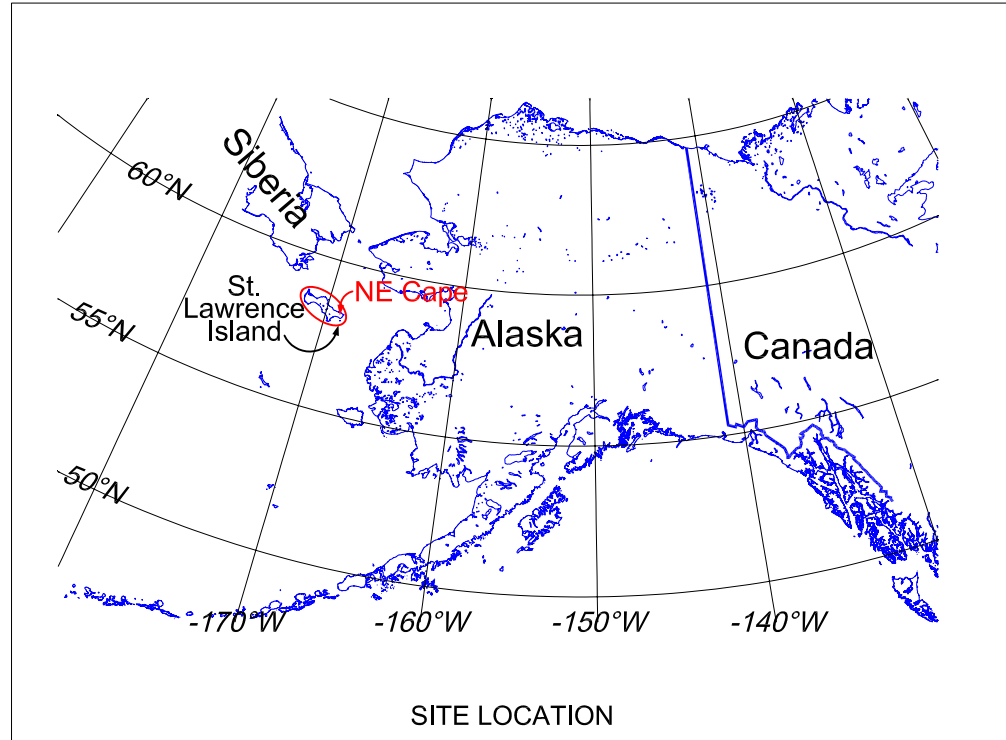 Siberia
60°N
St.
Lawrence
Island
NE Cape
55°N
Alaska
Canada
50°N
-170°W
-160°W
-150°W
-140°W
SITE LOCATION